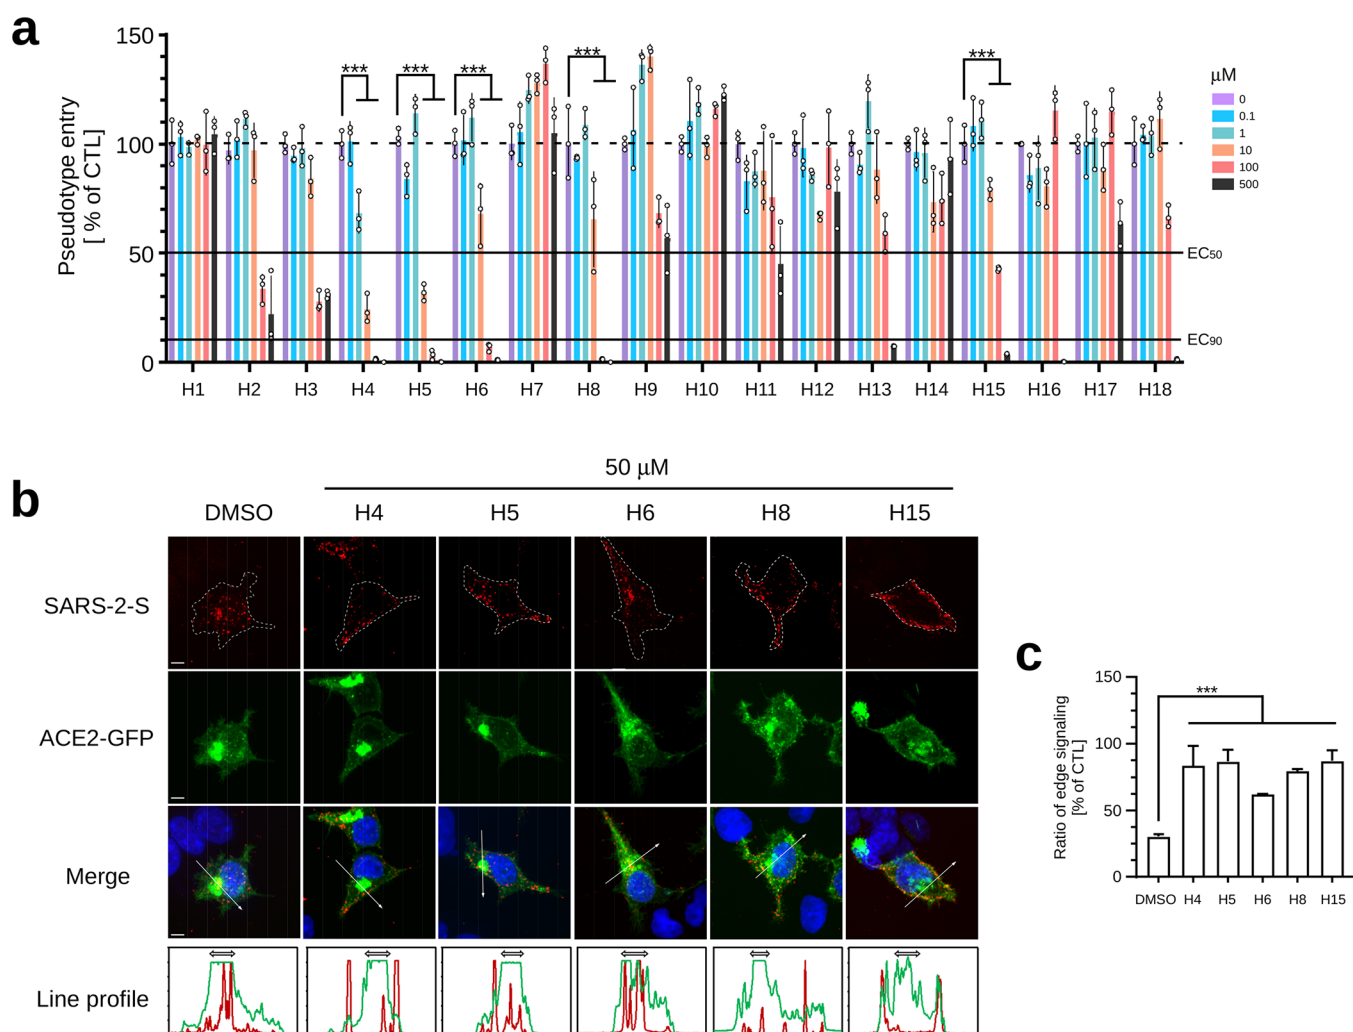 a
Pseudotype entry
[ % of CTL]
150
100
50
0
***
***
***
***
***
EC50
EC90
H1 H2 H3 H4 H5 H6 H7 H8 H9 H10 H11 H12 H13 H14 H15 H16 H17 H18
µM
0
0.1
1
10
100
500
b
50 µM
DMSO H4 H5 H6 H8 H15
SARS-2-S
ACE2-GFP
Merge
Line profile
c
Ratio of edge signaling
[% of CTL]
150
100
50
0
***
DMSO H4 H5 H6 H8 H15